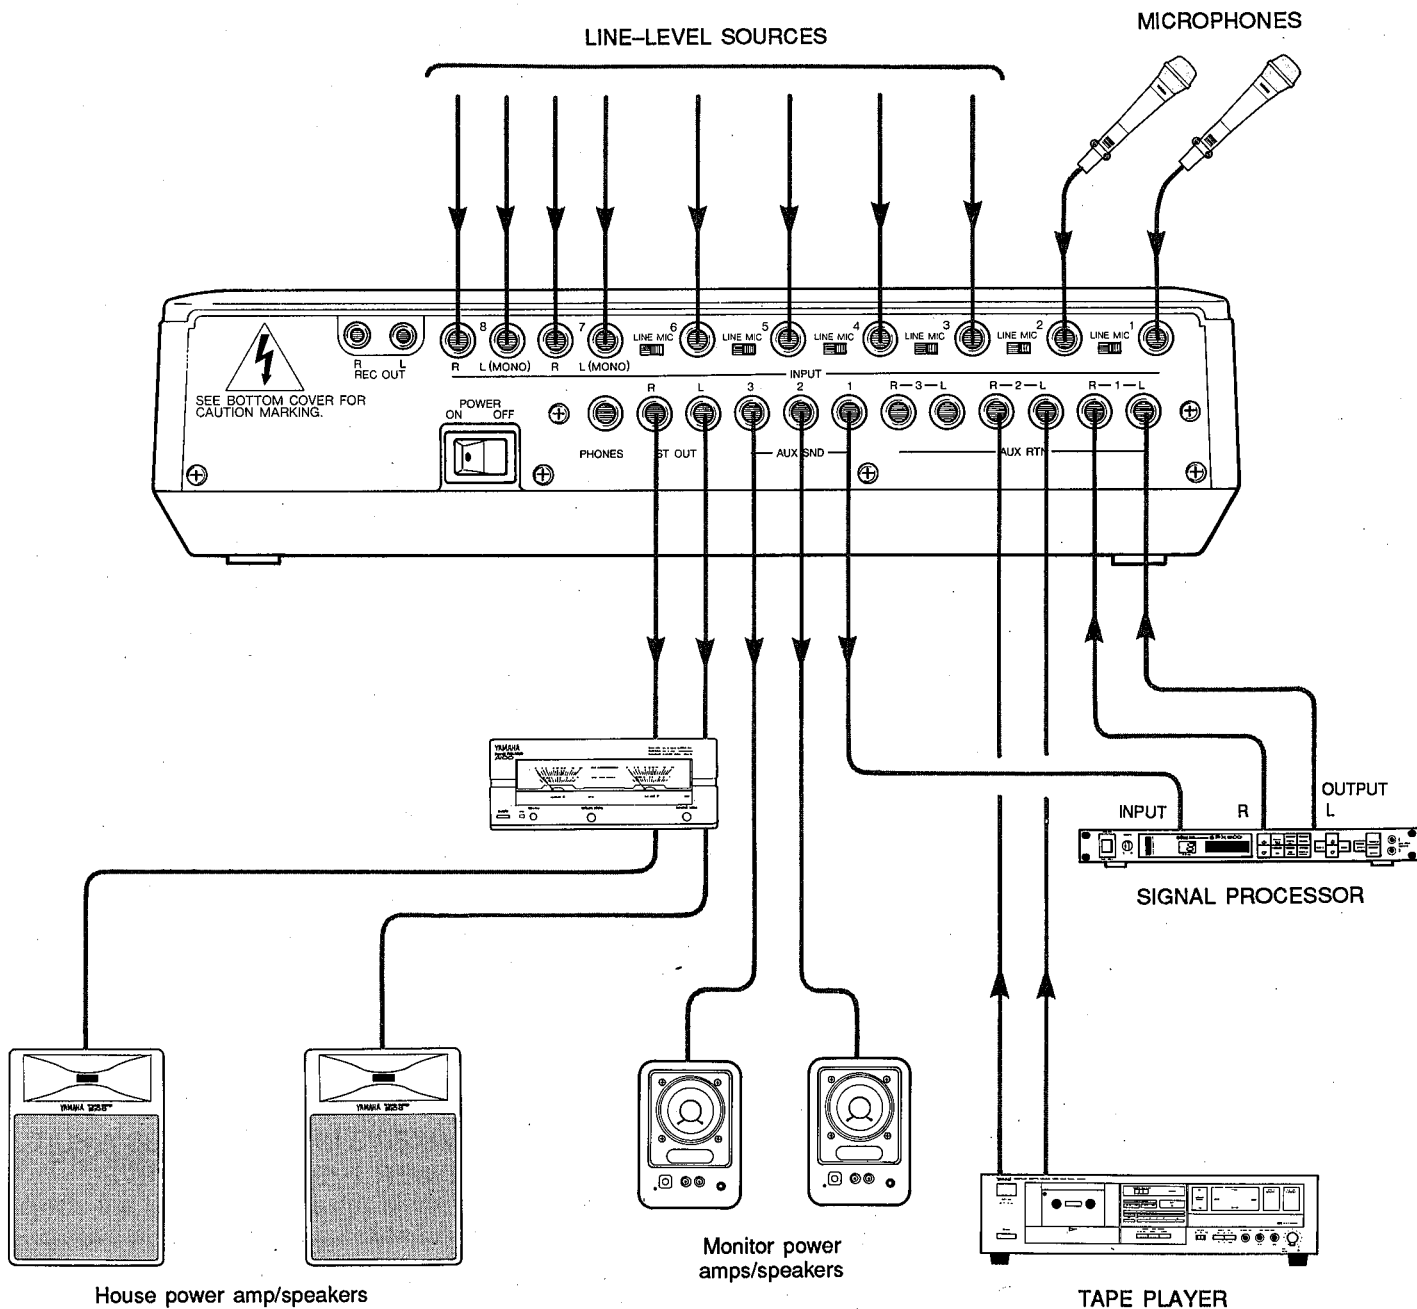 LINE–LEVEL SOURCES
MICROPHONES
8 7 6 5 4 3 2 1
LINE MIC LINE MIC LINE MIC LINE MIC LINE MIC LINE MIC
R L
REC OUT
R L (MONO) R L (MONO)
INPUT
SEE BOTTOM COVER FOR
CAUTION MARKING.
POWER
ON OFF
R L 3 2 1 R—3—L R—2—L R—1—L
PHONES ST OUT AUX SND AUX RTN
YAMAHA
INPUT R OUTPUT
L
SIGNAL PROCESSOR
YAMAHA
YAMAHA
Monitor power
amps/speakers
House power amp/speakers
TAPE PLAYER